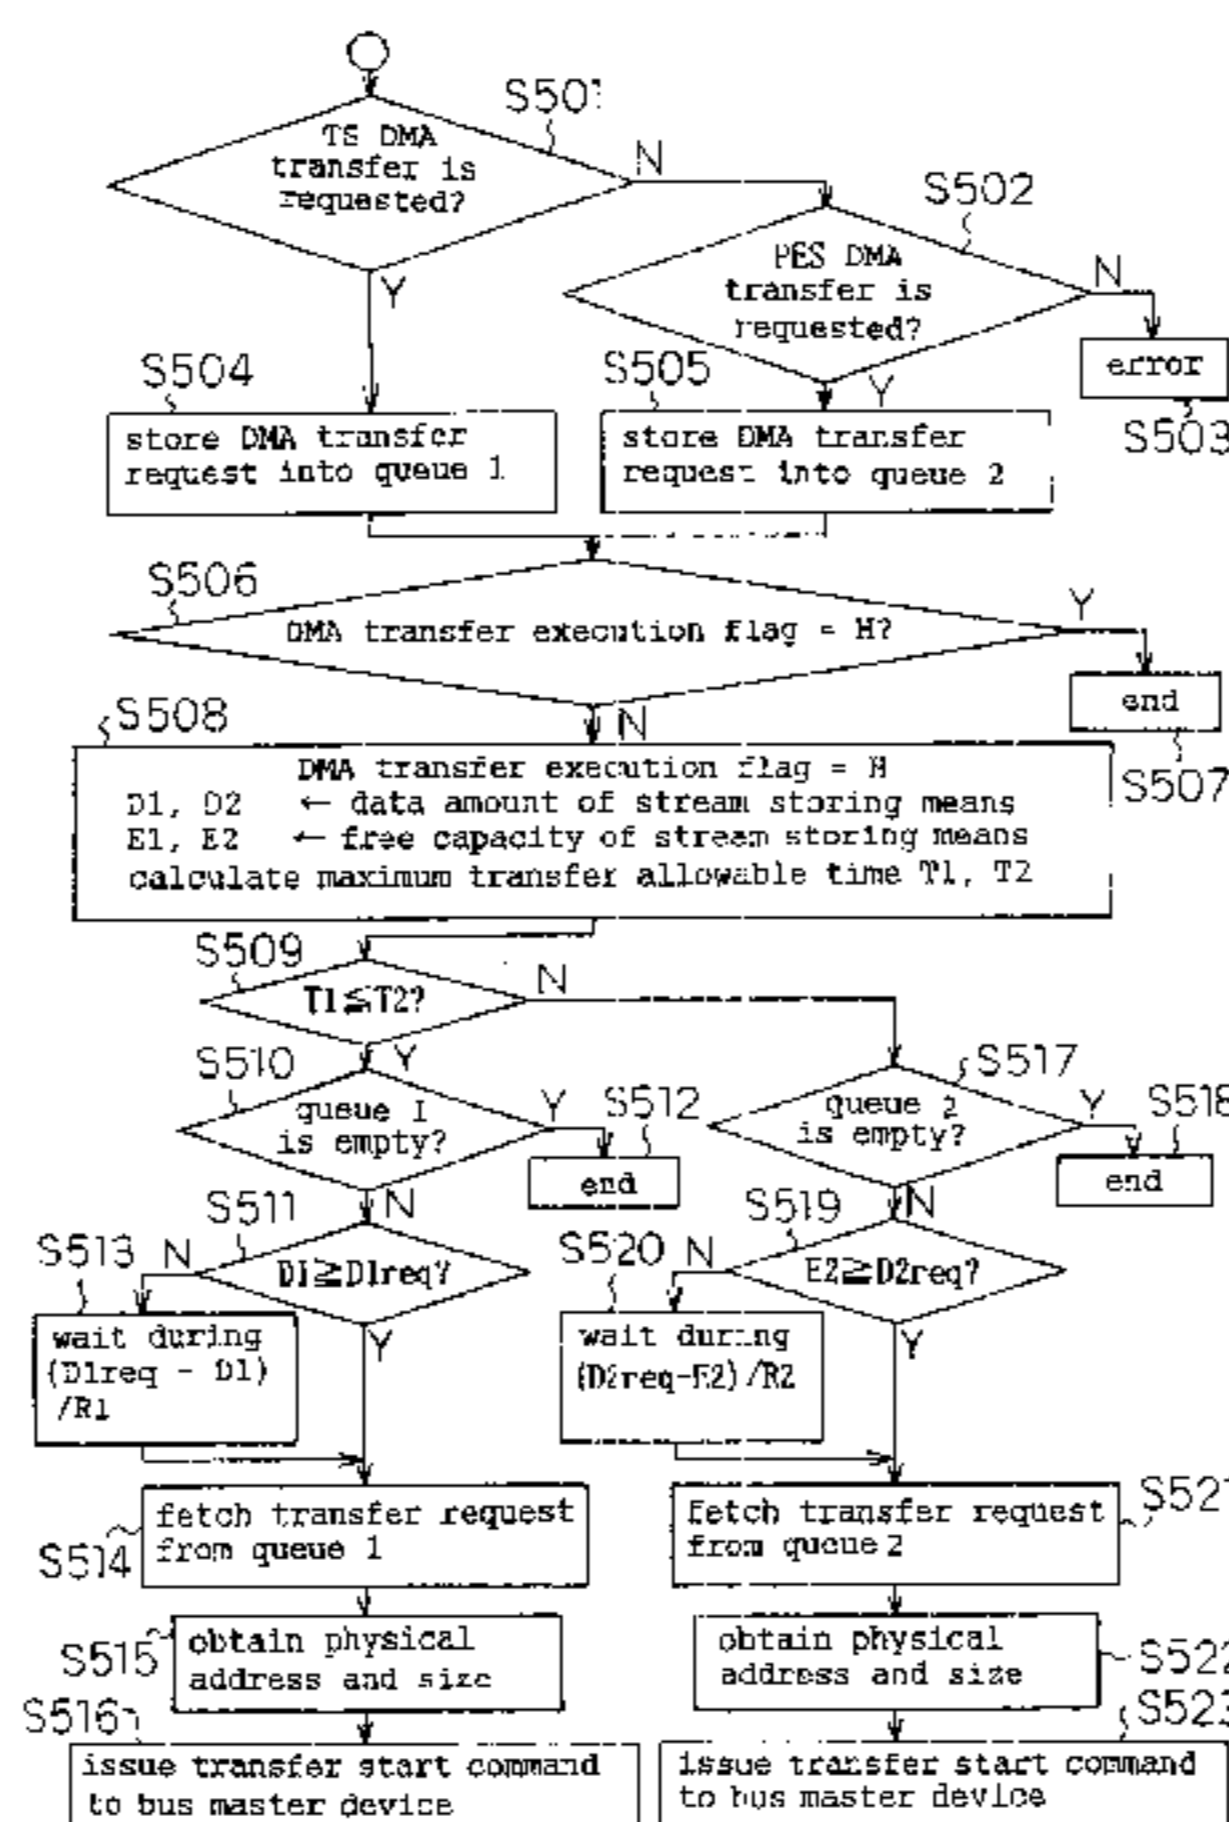 S501
TS DMA
transfer is
requested?
N
Y
S502
PES DMA
transfer is
requested?
N
Y
error
S503
S504
store DMA transfer
request into queue 1
S505
store DMA transfer
request into queue 2
S506
DMA transfer execution flag = H?
Y
N
end
S507
S508
DMA transfer execution flag = H
D1, D2 ← data amount of stream storing means
E1, E2 ← free capacity of stream storing means
calculate maximum transfer allowable time T1, T2
S509
T1≦T2?
N
Y
S510
queue 1
is empty?
Y
N
S512
end
S517
queue 2
is empty?
Y
N
S518
end
S511
D1≧D1req?
N
Y
S513
wait during
(D1req - D1)
/R1
S519
E2≧D2req?
N
Y
S520
wait during
(D2req-E2)/R2
fetch transfer request
from queue 1
S514
fetch transfer request
from queue 2
S521
obtain physical
address and size
S515
obtain physical
address and size
S522
S516
issue transfer start command
to bus master device
S523
issue transfer start command
to bus master device